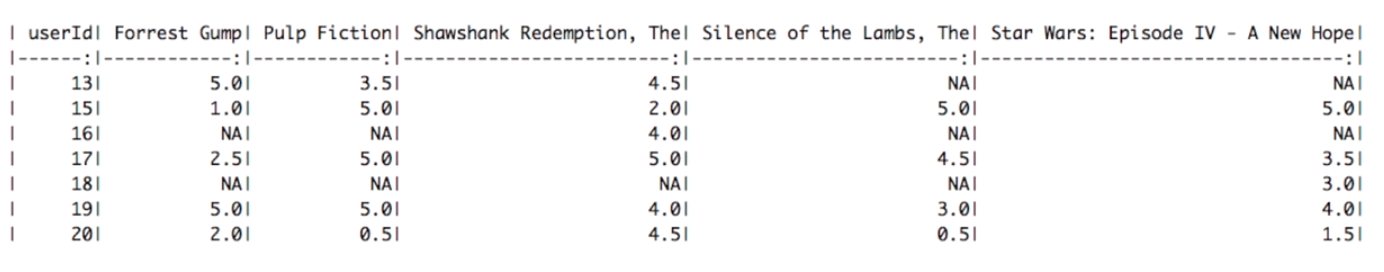 | userId| Forrest Gump| Pulp Fiction| Shawshank Redemption, The| Silence of the Lambs, The| Star Wars: Episode IV - A New Hope|
|------:|------------:|------------:|-------------------------:|-------------------------:|----------------------------------:|
| 13| 5.0| 3.5| 4.5| NA| NA|
| 15| 1.0| 5.0| 2.0| 5.0| 5.0|
| 16| NA| NA| 4.0| NA| NA|
| 17| 2.5| 5.0| 5.0| 4.5| 3.5|
| 18| NA| NA| NA| NA| 3.0|
| 19| 5.0| 5.0| 4.0| 3.0| 4.0|
| 20| 2.0| 0.5| 4.5| 0.5| 1.5|